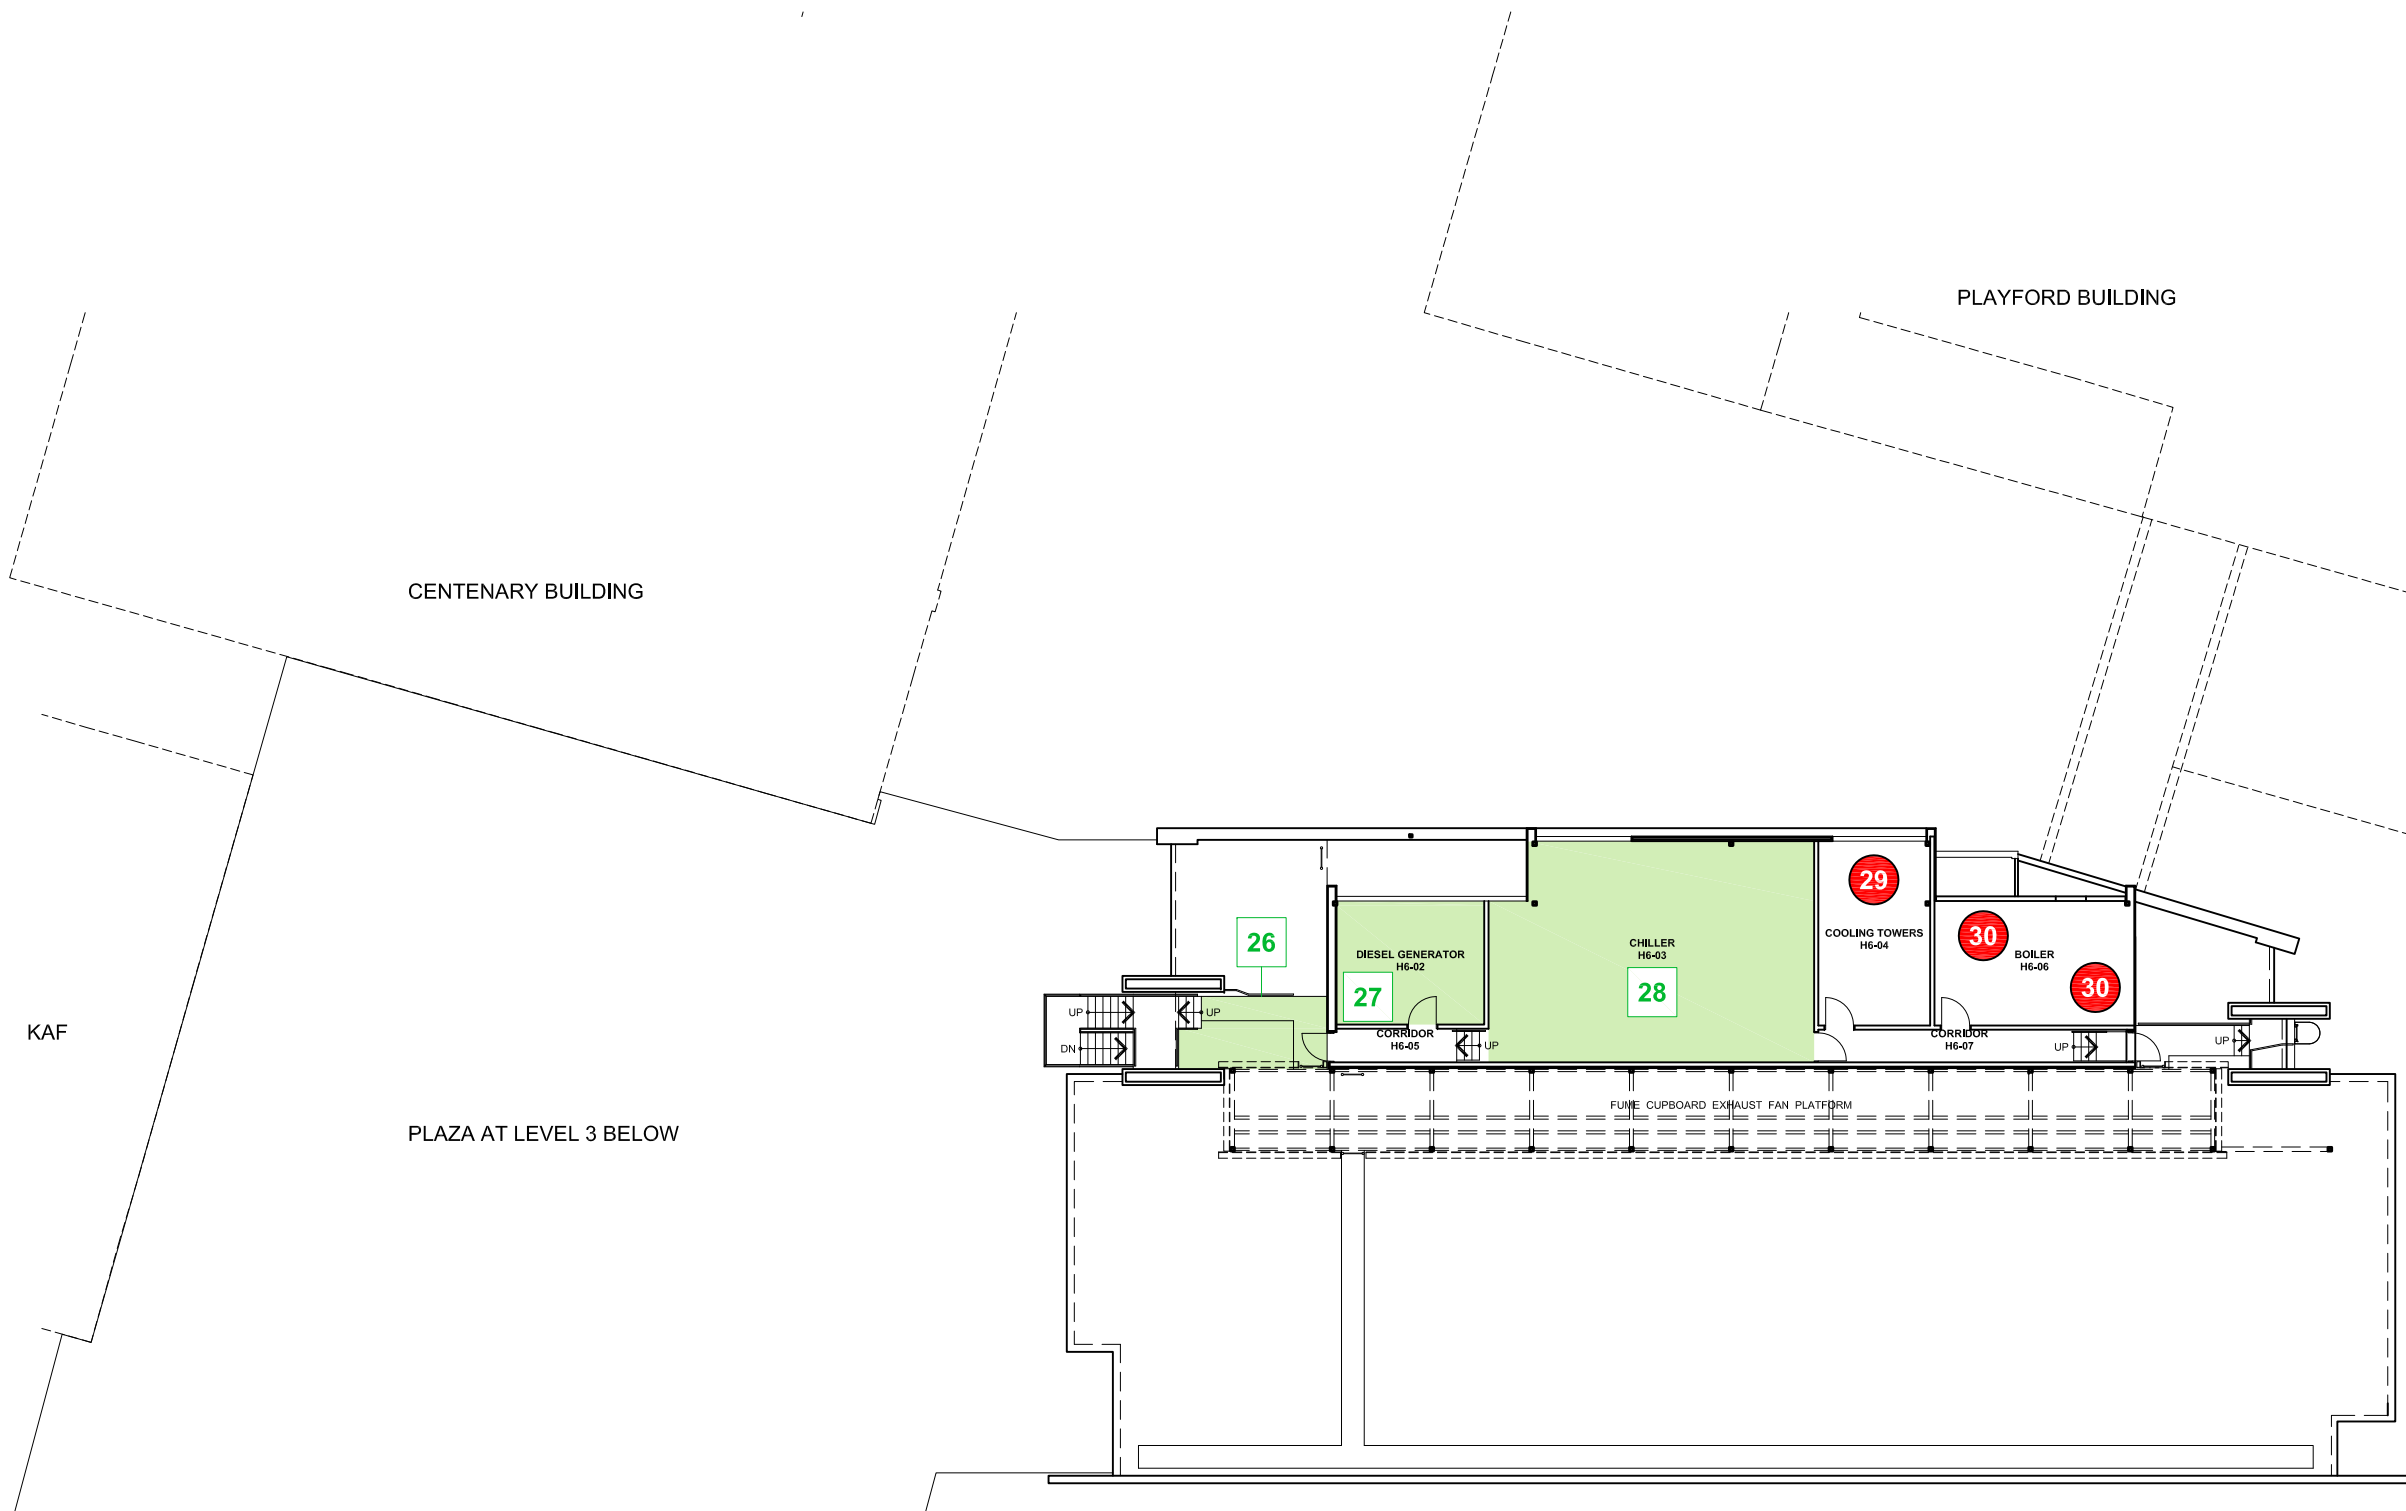 PLAYFORD BUILDING
CENTENARY BUILDING
29
26
30
COOLING TOWERS
H6-04
CHILLER
H6-03
DIESEL GENERATOR
H6-02
BOILER
H6-06
27
28
30
UP
UP
KAF
CORRIDOR
H6-05
UP
CORRIDOR
H6-07
UP
UP
DN
FUME CUPBOARD EXHAUST FAN PLATFORM
PLAZA AT LEVEL 3 BELOW